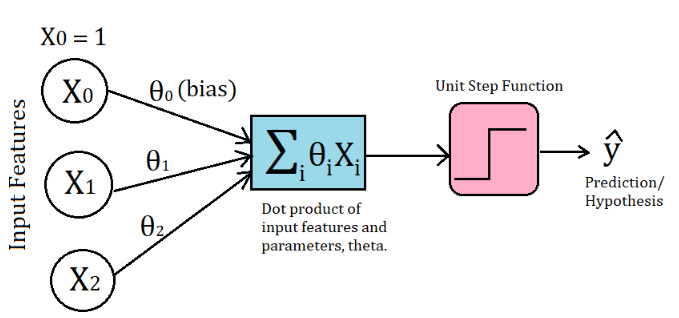 X0 = 1
X0
θ0 (bias)
Input Features
X1
θ1
X2
θ2
∑i θiXi
Dot product of
input features and
parameters, theta.
Unit Step Function
ŷ
Prediction/
Hypothesis